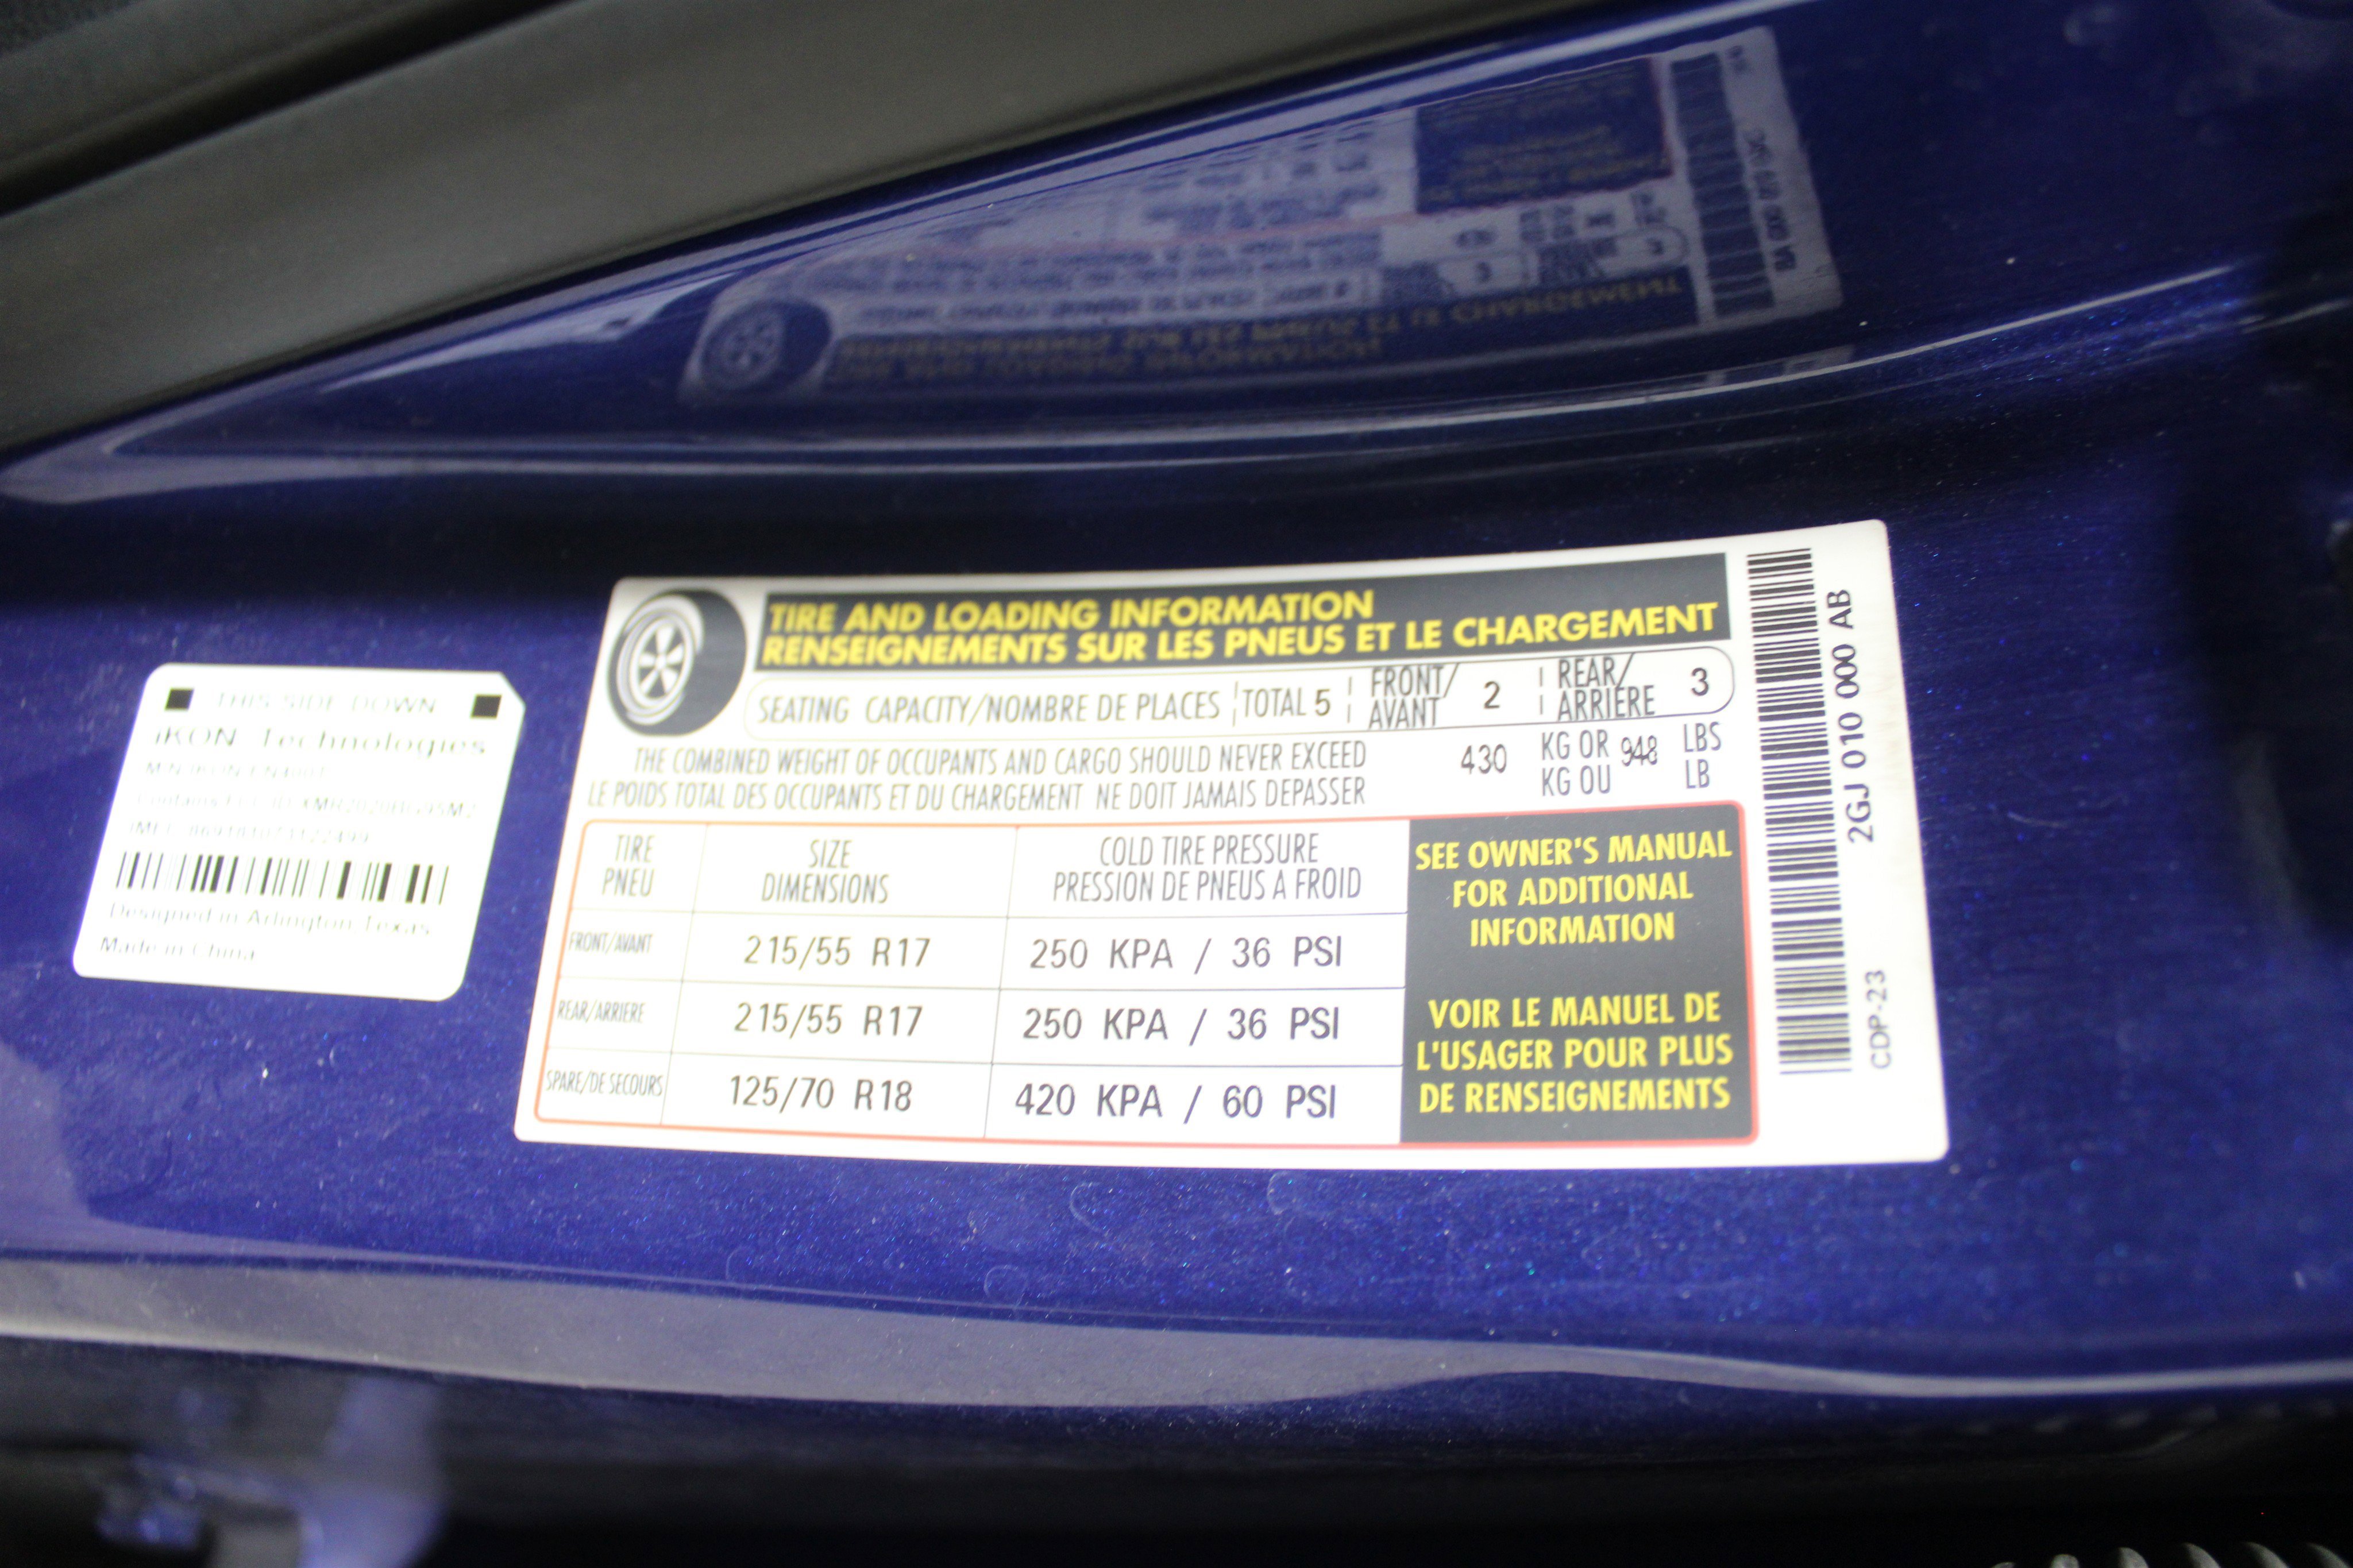 TIRE AND LOADING INFORMATION
RENSEIGNEMENTS SUR LES PNEUS ET LE CHARGEMENT
SEATING CAPACITY/NOMBRE DE PLACES TOTAL 5 FRONT/AVANT 2 REAR/ARRIÈRE 3
THE COMBINED WEIGHT OF OCCUPANTS AND CARGO SHOULD NEVER EXCEED 430 KG OR 948 LBS
LE POIDS TOTAL DES OCCUPANTS ET DU CHARGEMENT NE DOIT JAMAIS DEPASSER KG OU LB
TIRE SIZE COLD TIRE PRESSURE
PNEU DIMENSIONS PRESSION DE PNEUS A FROID
FRONT/AVANT 215/55 R17 250 KPA / 36 PSI
REAR/ARRIERE 215/55 R17 250 KPA / 36 PSI
SPARE/DE SECOURS 125/70 R18 420 KPA / 60 PSI
SEE OWNER'S MANUAL
FOR ADDITIONAL
INFORMATION
VOIR LE MANUEL DE
L'USAGER POUR PLUS
DE RENSEIGNEMENTS
2GJ 010 000 AB
CDP-23
THIS SIDE DOWN
iKON Technologies
Designed in Arlington Texas
Made in China